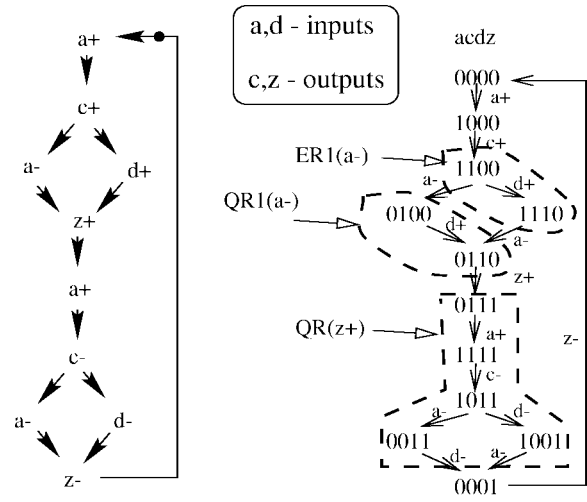 a+
c+
a- d+
z+
a+
c-
a- d-
z-
a,d - inputs
c,z - outputs
acdz
0000
a+
1000
c+
ER1(a-)
1100
a- d+
QR1(a-)
0100 1110
d+ a-
0110
z+
0111
QR(z+)
a+
1111
c-
1011
a- d-
0011 1001
d- a-
0001
z-